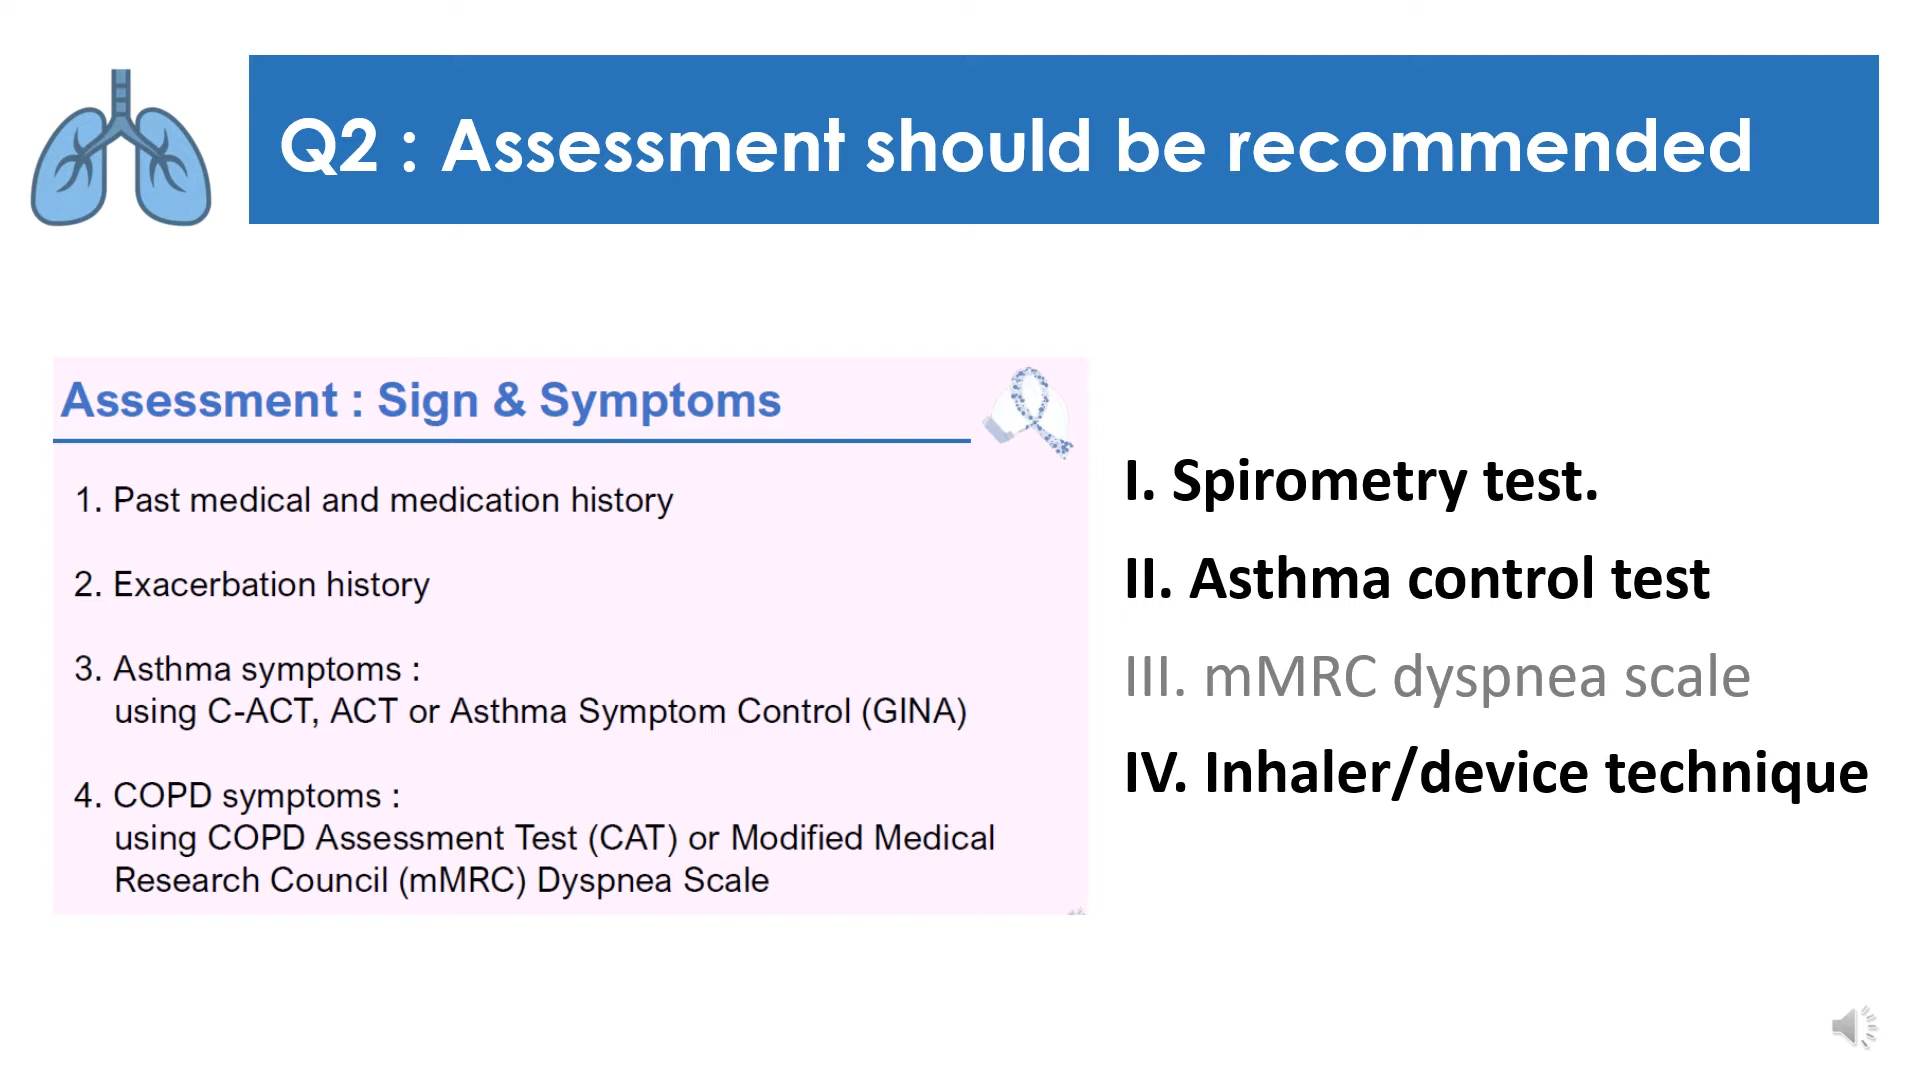 Q2 : Assessment should be recommended
Assessment : Sign & Symptoms
1. Past medical and medication history
2. Exacerbation history
3. Asthma symptoms :
using C-ACT, ACT or Asthma Symptom Control (GINA)
4. COPD symptoms :
using COPD Assessment Test (CAT) or Modified Medical
Research Council (mMRC) Dyspnea Scale
I. Spirometry test.
II. Asthma control test
III. mMRC dyspnea scale
IV. Inhaler/device technique